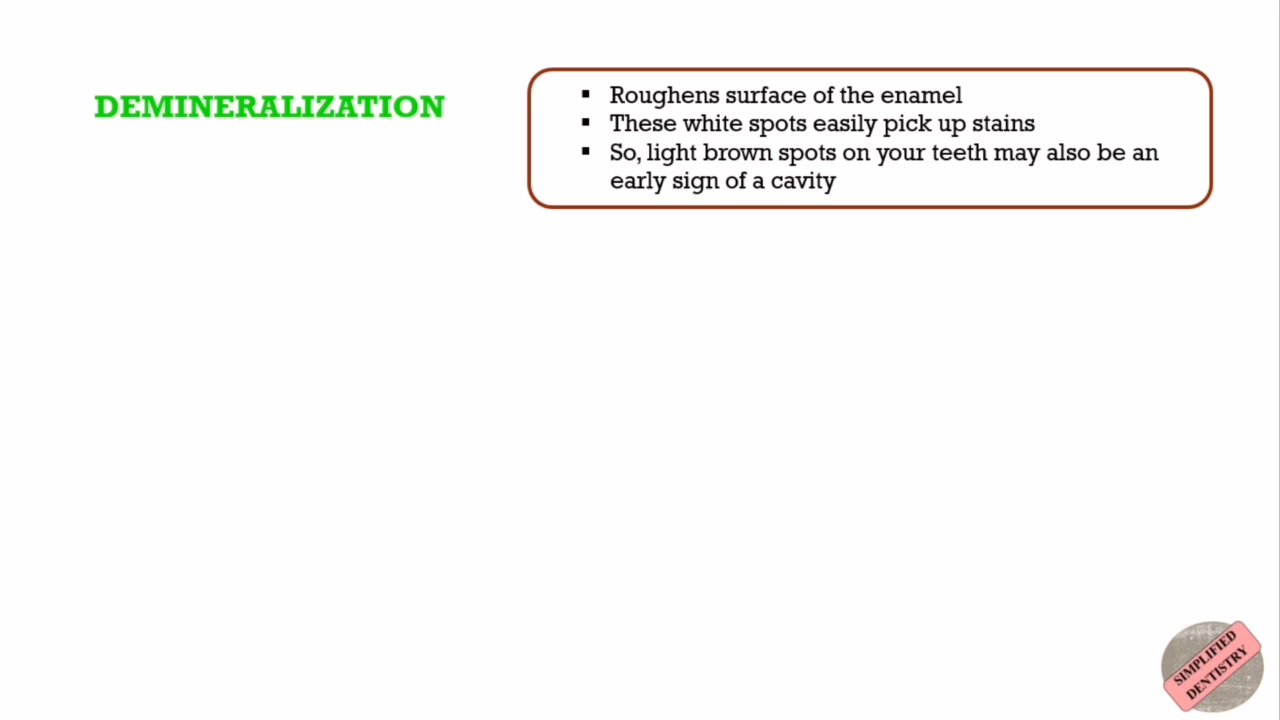 DEMINERALIZATION
▪ Roughens surface of the enamel
▪ These white spots easily pick up stains
▪ So, light brown spots on your teeth may also be an
early sign of a cavity
SIMPLIFIED
DENTISTRY